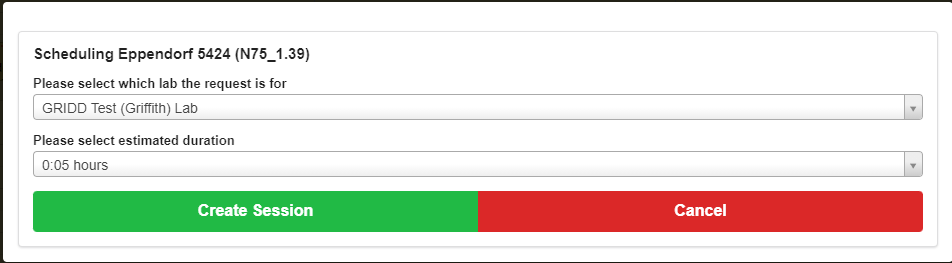 Scheduling Eppendorf 5424 (N75_1.39)
Please select which lab the request is for
GRIDD Test (Griffith) Lab
Please select estimated duration
0:05 hours
Create Session
Cancel